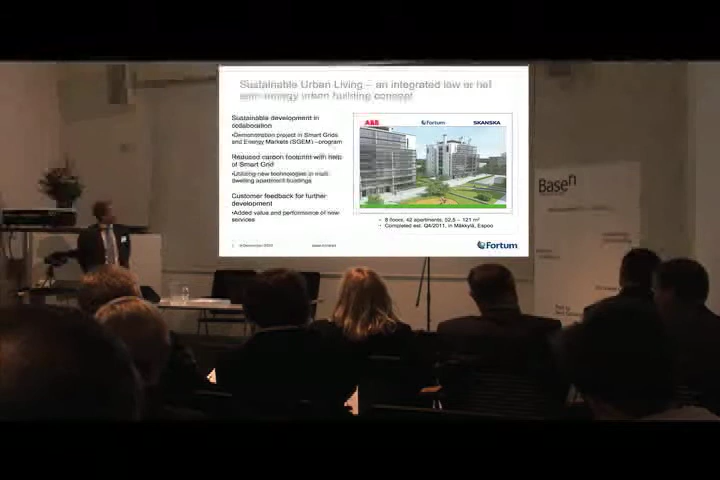 Sustainable Urban Living – an integrated low or net
zero-energy urban building concept
Sustainable development in
collaboration
•Demonstration project in Smart Grids
and Energy Markets (SGEM) –program
Reduced carbon footprint with help
of Smart Grid
•Utilizing new technologies in multi-
dwelling apartment buildings
Customer feedback for further
development
•Added value and performance of new
services
ABB
Fortum
SKANSKA
- 8 floors, 42 apartments, 52,5 – 121 m²
- Completed est. Q4/2011, in Mäkkylä, Espoo
Fortum
Basen